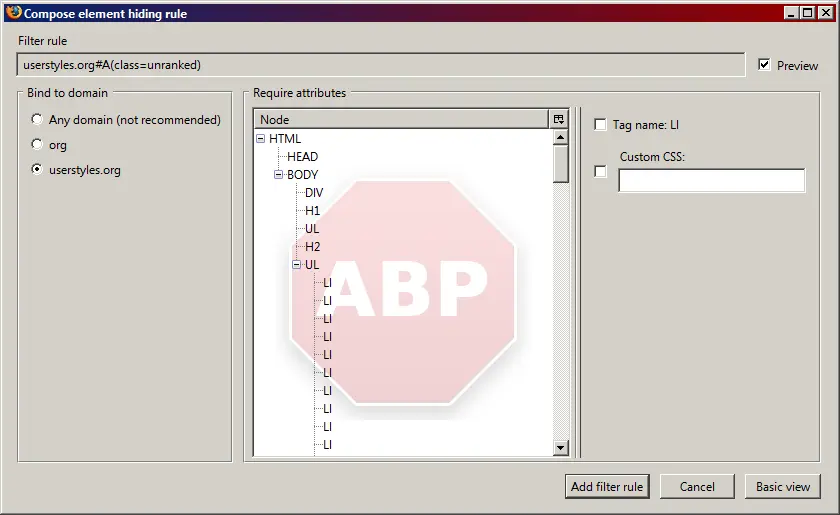 Compose element hiding rule
Filter rule
userstyles.org#A(class=unranked)
Preview
Bind to domain
Any domain (not recommended)
org
userstyles.org
Require attributes
Node
HTML
HEAD
BODY
DIV
H1
UL
H2
UL
LI
LI
LI
LI
LI
LI
LI
LI
LI
LI
ABP
Tag name: LI
Custom CSS:
Add filter rule
Cancel
Basic view